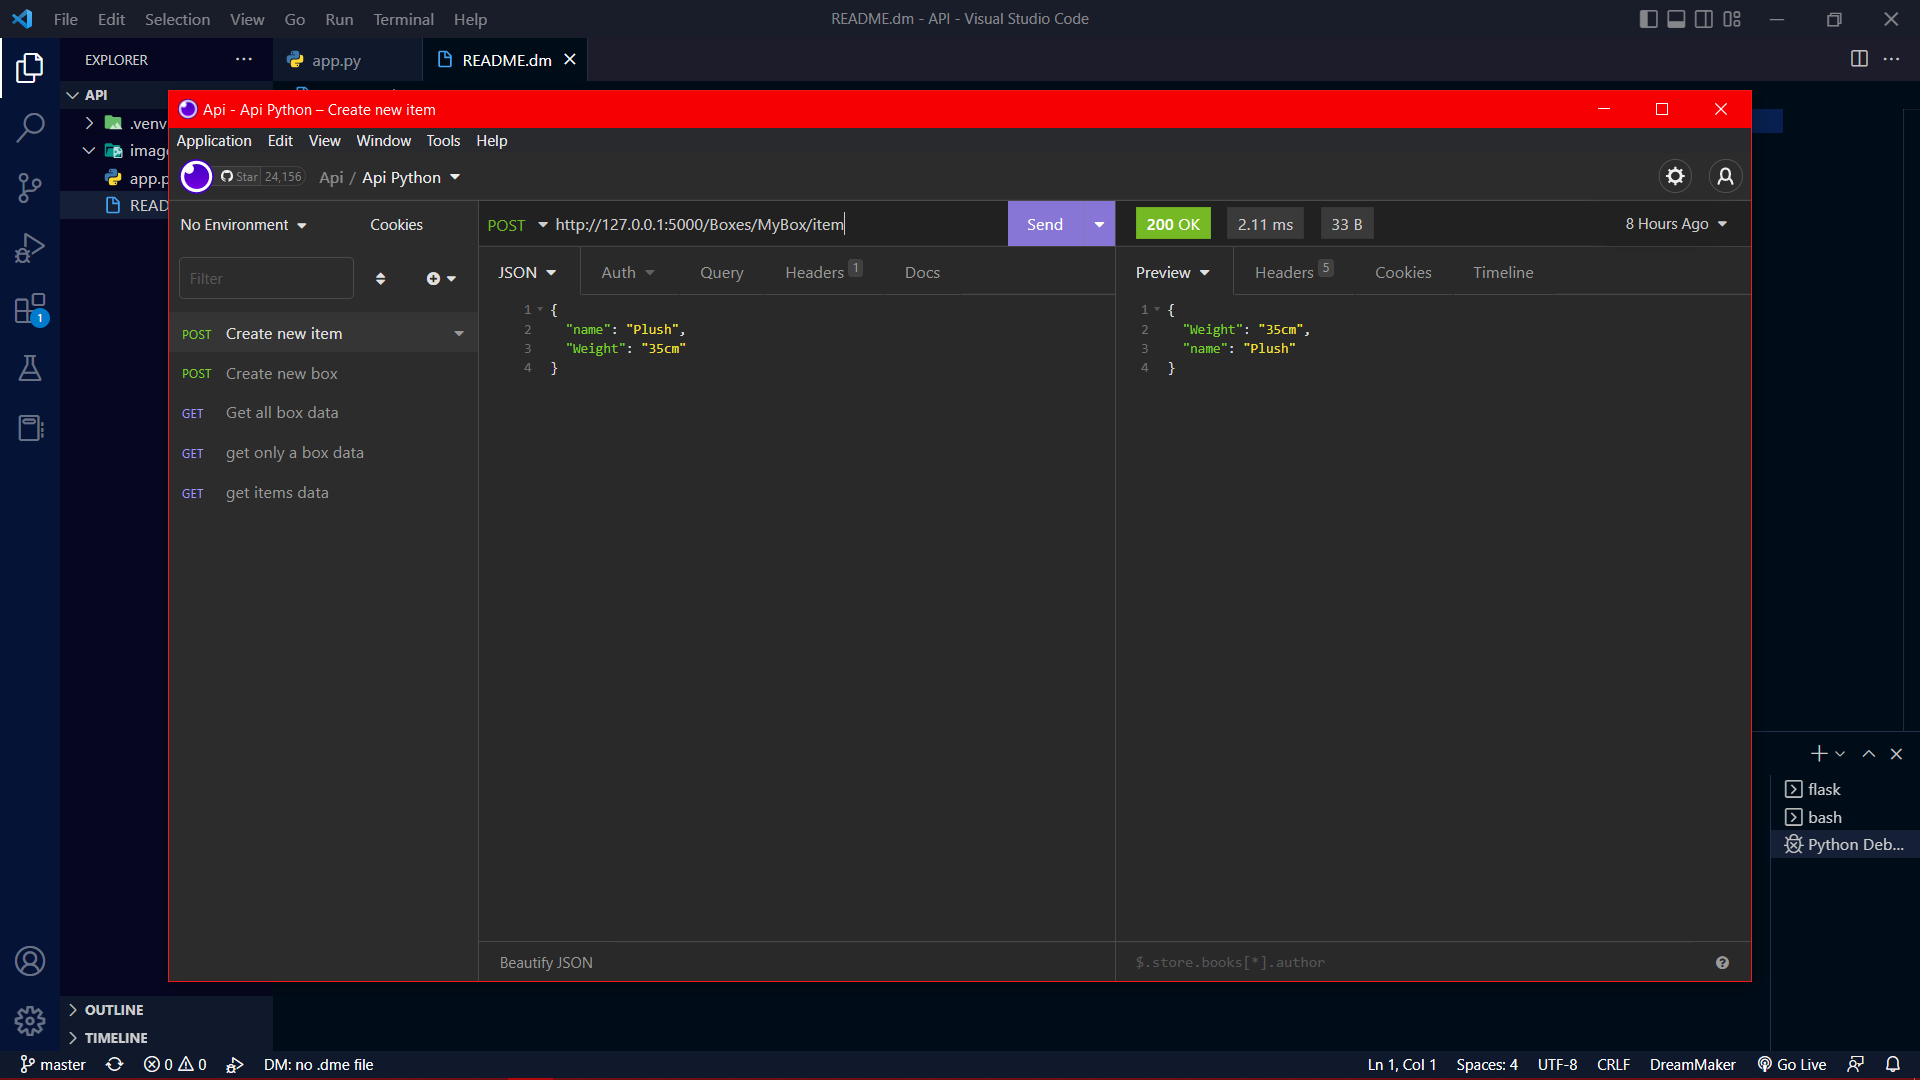 File Edit Selection View Go Run Terminal Help
README.dm - API - Visual Studio Code
EXPLORER
app.py
README.dm
API
.venv
imag
app.p
READ
Api - Api Python – Create new item
Application Edit View Window Tools Help
Star 24,156
Api / Api Python
No Environment
Cookies
POST http://127.0.0.1:5000/Boxes/MyBox/item
Send
200 OK
2.11 ms
33 B
8 Hours Ago
Filter
JSON Auth Query Headers 1 Docs
Preview Headers 5 Cookies Timeline
POST Create new item
POST Create new box
GET Get all box data
GET get only a box data
GET get items data
1 {
2 "name": "Plush",
3 "Weight": "35cm"
4 }
1 {
2 "Weight": "35cm",
3 "name": "Plush"
4 }
1
Beautify JSON
$.store.books[*].author
flask
bash
Python Deb...
OUTLINE
TIMELINE
master
0 0
DM: no .dme file
Ln 1, Col 1 Spaces: 4 UTF-8 CRLF DreamMaker Go Live